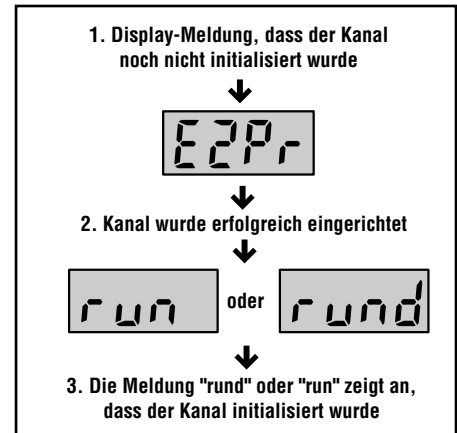 1. Display-Meldung, dass der Kanal
noch nicht initialisiert wurde
E2Pr
2. Kanal wurde erfolgreich eingerichtet
run oder rund
3. Die Meldung "rund" oder "run" zeigt an,
dass der Kanal initialisiert wurde